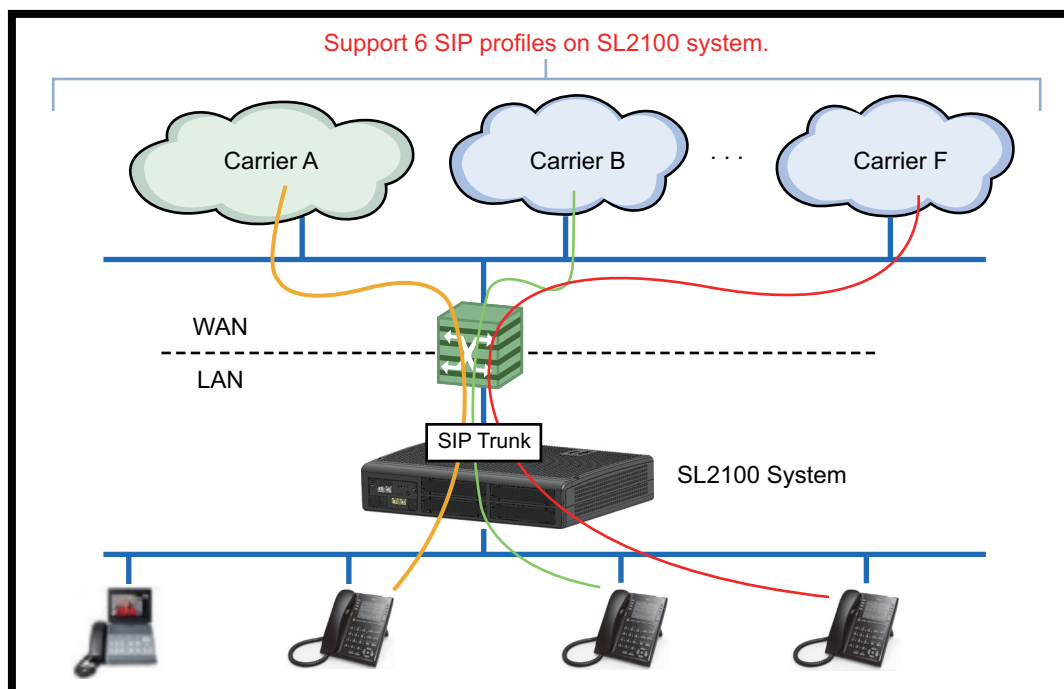 Support 6 SIP profiles on SL2100 system.
Carrier A
Carrier B
. . .
Carrier F
WAN
LAN
SIP Trunk
SL2100 System